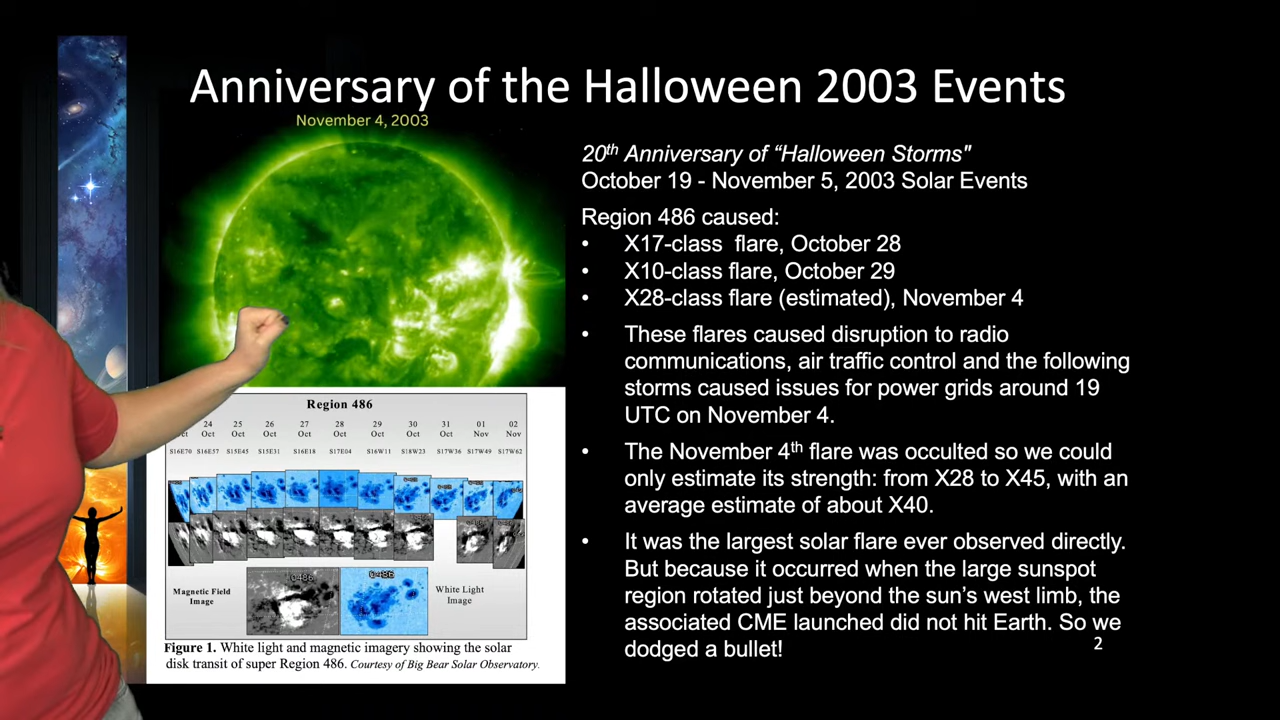 Anniversary of the Halloween 2003 Events
November 4, 2003
20th Anniversary of “Halloween Storms"
October 19 - November 5, 2003 Solar Events
Region 486 caused:
• X17-class flare, October 28
• X10-class flare, October 29
• X28-class flare (estimated), November 4
• These flares caused disruption to radio
communications, air traffic control and the following
storms caused issues for power grids around 19
UTC on November 4.
• The November 4th flare was occulted so we could
only estimate its strength: from X28 to X45, with an
average estimate of about X40.
• It was the largest solar flare ever observed directly.
But because it occurred when the large sunspot
region rotated just beyond the sun’s west limb, the
associated CME launched did not hit Earth. So we
dodged a bullet!
2
Region 486
24 25 26 27 28 29 30 31 01 02
Oct Oct Oct Oct Oct Oct Oct Oct Nov Nov
S16E70 S16E57 S15E45 S15E31 S16E18 S17E04 S16W11 S18W23 S17W36 S17W49 S17W62
Magnetic Field
Image
0486
White Light
Image
Figure 1. White light and magnetic imagery showing the solar
disk transit of super Region 486. Courtesy of Big Bear Solar Observatory.